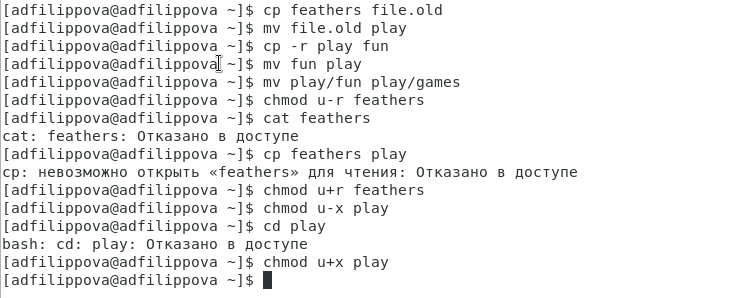 [adfilippova@adfilippova ~]$ cp feathers file.old
[adfilippova@adfilippova ~]$ mv file.old play
[adfilippova@adfilippova ~]$ cp -r play fun
[adfilippova@adfilippova ~]$ mv fun play
[adfilippova@adfilippova ~]$ mv play/fun play/games
[adfilippova@adfilippova ~]$ chmod u-r feathers
[adfilippova@adfilippova ~]$ cat feathers
cat: feathers: Отказано в доступе
[adfilippova@adfilippova ~]$ cp feathers play
cp: невозможно открыть «feathers» для чтения: Отказано в доступе
[adfilippova@adfilippova ~]$ chmod u+r feathers
[adfilippova@adfilippova ~]$ chmod u-x play
[adfilippova@adfilippova ~]$ cd play
bash: cd: play: Отказано в доступе
[adfilippova@adfilippova ~]$ chmod u+x play
[adfilippova@adfilippova ~]$